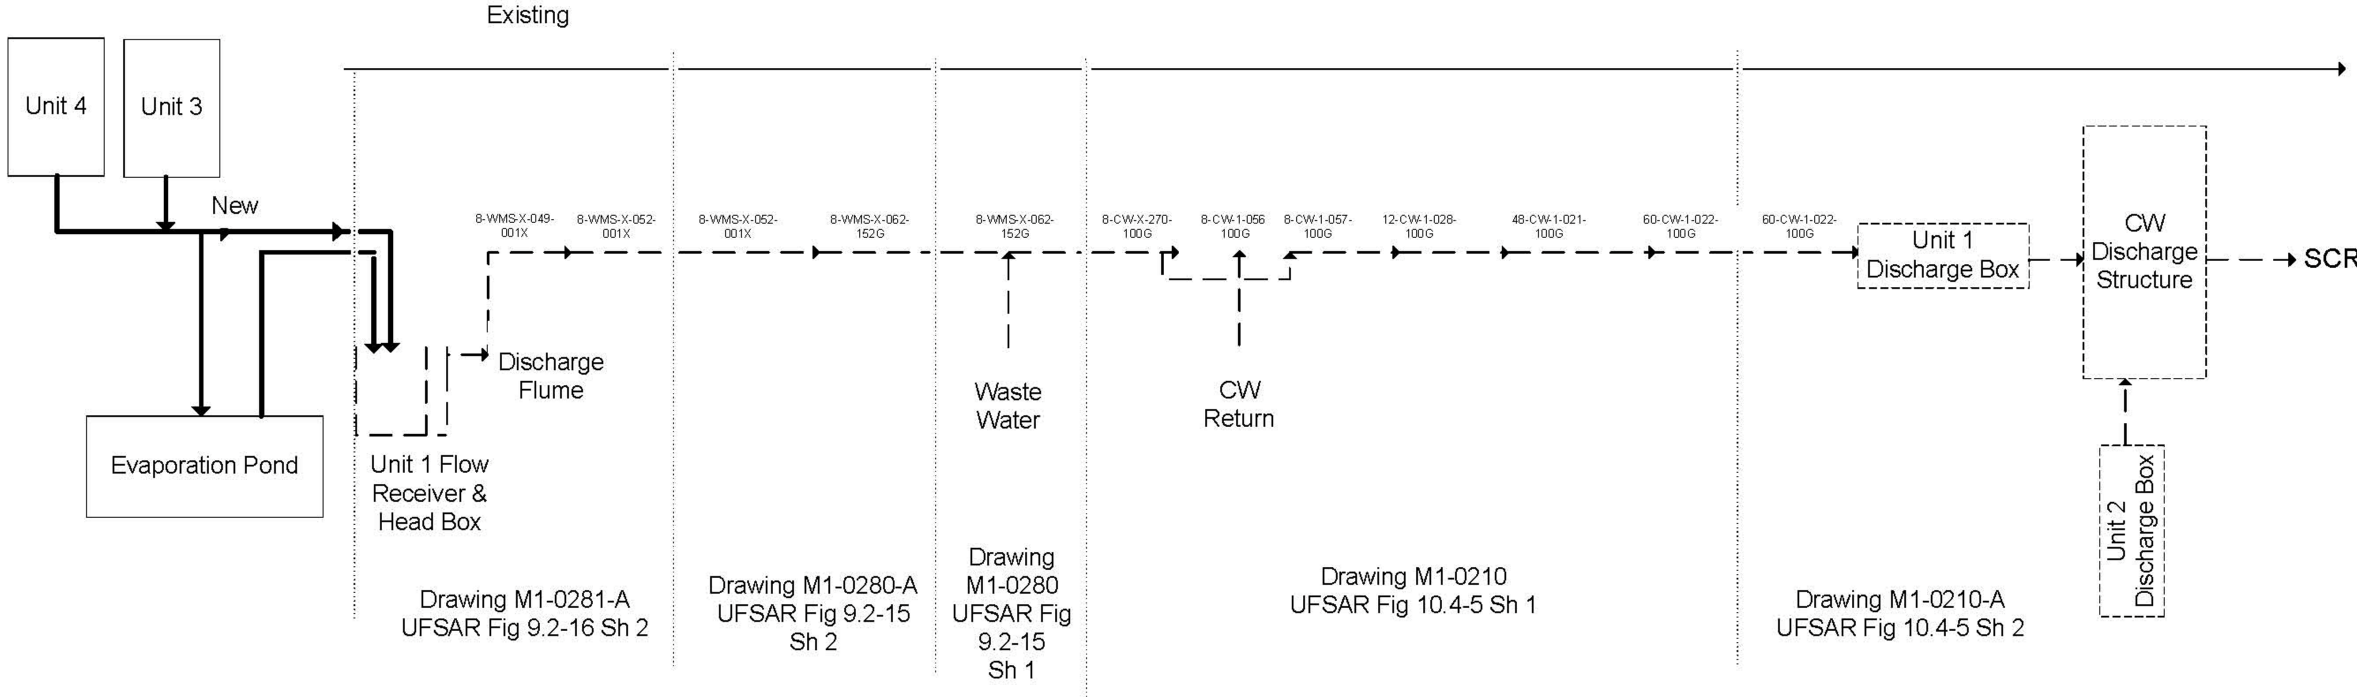 Existing
Unit 4
Unit 3
New
8-WMS-X-049-
001X
8-WMS-X-052-
001X
8-WMS-X-052-
001X
8-WMS-X-062-
152G
8-WMS-X-062-
152G
8-CW-X-270-
100G
8-CW-1-056
100G
8-CW-1-057-
100G
12-CW-1-028-
100G
48-CW-1-021-
100G
60-CW-1-022-
100G
60-CW-1-022-
100G
Unit 1
Discharge Box
CW
Discharge
Structure
SCR
Discharge
Flume
Waste
Water
CW
Return
Evaporation Pond
Unit 1 Flow
Receiver &
Head Box
Unit 2
Discharge Box
Drawing M1-0281-A
UFSAR Fig 9.2-16 Sh 2
Drawing M1-0280-A
UFSAR Fig 9.2-15
Sh 2
Drawing
M1-0280
UFSAR Fig
9.2-15
Sh 1
Drawing M1-0210
UFSAR Fig 10.4-5 Sh 1
Drawing M1-0210-A
UFSAR Fig 10.4-5 Sh 2